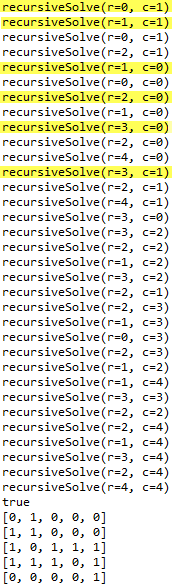 recursiveSolve(r=0, c=1)
recursiveSolve(r=1, c=1)
recursiveSolve(r=0, c=1)
recursiveSolve(r=2, c=1)
recursiveSolve(r=1, c=0)
recursiveSolve(r=0, c=0)
recursiveSolve(r=2, c=0)
recursiveSolve(r=1, c=0)
recursiveSolve(r=3, c=0)
recursiveSolve(r=2, c=0)
recursiveSolve(r=4, c=0)
recursiveSolve(r=3, c=1)
recursiveSolve(r=2, c=1)
recursiveSolve(r=4, c=1)
recursiveSolve(r=3, c=0)
recursiveSolve(r=3, c=2)
recursiveSolve(r=2, c=2)
recursiveSolve(r=1, c=2)
recursiveSolve(r=3, c=2)
recursiveSolve(r=2, c=1)
recursiveSolve(r=2, c=3)
recursiveSolve(r=1, c=3)
recursiveSolve(r=0, c=3)
recursiveSolve(r=2, c=3)
recursiveSolve(r=1, c=2)
recursiveSolve(r=1, c=4)
recursiveSolve(r=3, c=3)
recursiveSolve(r=2, c=2)
recursiveSolve(r=2, c=4)
recursiveSolve(r=1, c=4)
recursiveSolve(r=3, c=4)
recursiveSolve(r=2, c=4)
recursiveSolve(r=4, c=4)
true
[0, 1, 0, 0, 0]
[1, 1, 0, 0, 0]
[1, 0, 1, 1, 1]
[1, 1, 1, 0, 1]
[0, 0, 0, 0, 1]